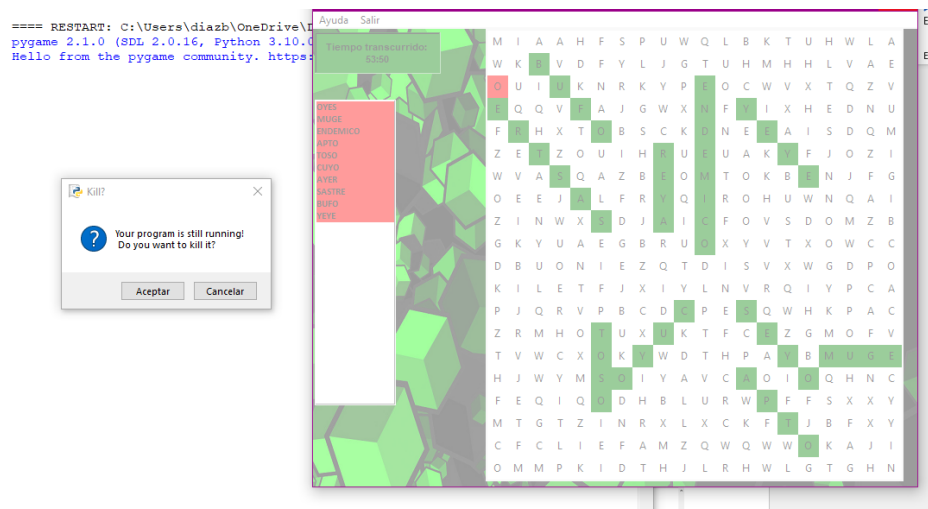 ==== RESTART: C:\Users\diazb\OneDrive\
pygame 2.1.0 (SDL 2.0.16, Python 3.10.0
Hello from the pygame community. https:
Ayuda Salir
Tiempo transcurrido:
53:50
OYES
MUGE
ENDEMICO
APTO
TOSO
CUYO
AYER
SASTRE
BUFO
YEYE
Kill?
Your program is still running!
Do you want to kill it?
Aceptar Cancelar
M I A A H F S P U W Q L B K T U H W L A
W K B V D F Y L J G T U H M H H L V A E
O U I U K N R K Y P E O C W V X T Q Z V
E Q Q V F A J G W X N F Y I X H E D N U
F R H X T O B S C K D N E E A I S D Q M
Z E T Z O U I H R U E U A K Y F J O Z I
W V A S Q A Z B E O M T O K B E N J F G
O E E J A L F R Y Q I R O H U W N Q A I
Z I N W X S D J A I C F O V S D O M Z B
G K Y U A E G B R U O X Y V T X O W C C
D B U O N I E Z Q T D I S V X W G D P O
K I L E T F J X I Y L N V R Q I Y P C A
P J Q R V P B C D C P E S Q W H K P A C
Z R M H O T U X U K T F C E Z G M O F V
T V W C X O K Y W D T H P A Y B M U G E
H J W Y M S O I Y A V C A O I O Q H N C
F E Q I Q O D H B L U R W P F F S X X Y
M T G T Z I N R X L X C K F T J B F X Y
C F C L I E F A M Z Q W Q W W O K A J I
O M M P K I D T H J L R H W L G T G H N